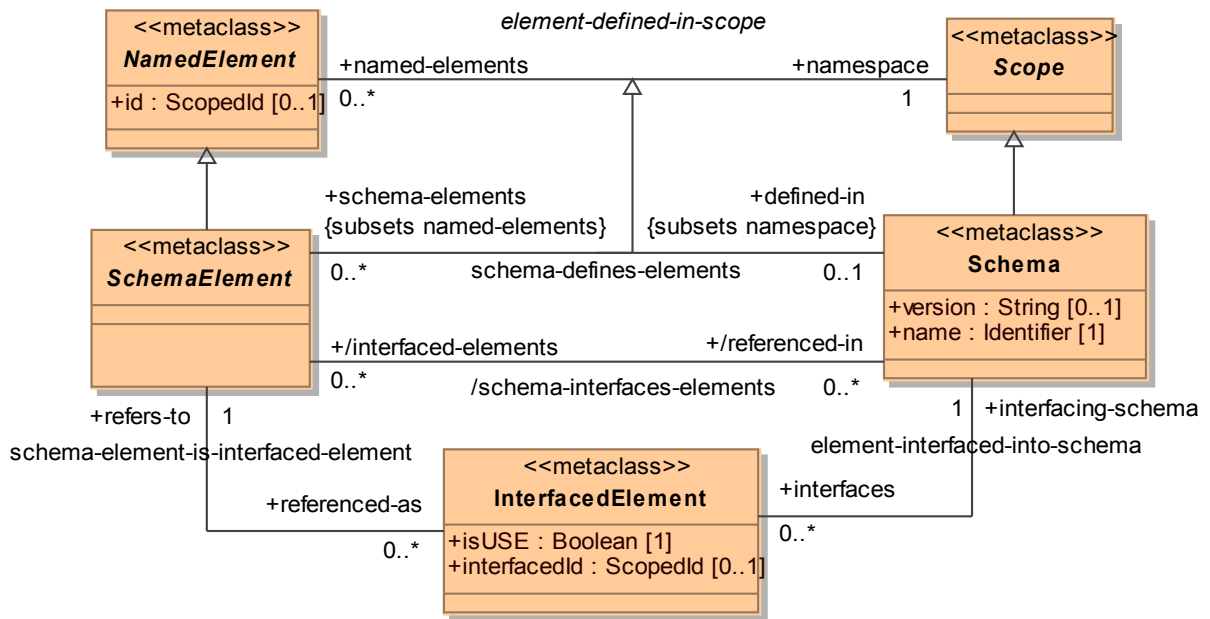 <<metaclass>>
NamedElement
+id : ScopedId [0..1]
element-defined-in-scope
+named-elements
0..*
+namespace
1
<<metaclass>>
Scope
+schema-elements
{subsets named-elements}
0..*
schema-defines-elements
+defined-in
{subsets namespace}
0..1
<<metaclass>>
SchemaElement
<<metaclass>>
Schema
+version : String [0..1]
+name : Identifier [1]
+/interfaced-elements
0..*
/schema-interfaces-elements
+/referenced-in
0..*
+refers-to
1
schema-element-is-interfaced-element
+referenced-as
0..*
1
+interfacing-schema
element-interfaced-into-schema
+interfaces
0..*
<<metaclass>>
InterfacedElement
+isUSE : Boolean [1]
+interfacedId : ScopedId [0..1]